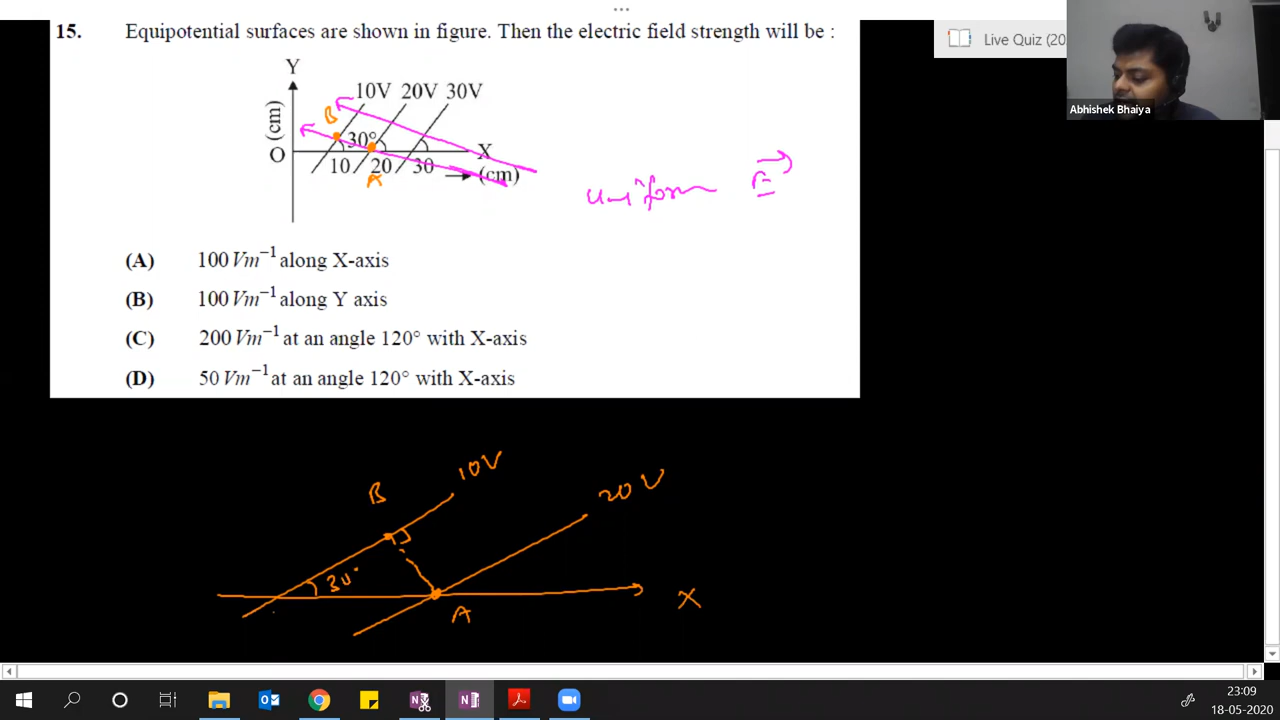 15. Equipotential surfaces are shown in figure. Then the electric field strength will be :
Live Quiz (20
Abhishek Bhaiya
Y
(cm)
10V 20V 30V
B
30°
O
X
10 20 30
(cm)
A
uniform E
(A) 100 Vm⁻¹ along X-axis
(B) 100 Vm⁻¹ along Y axis
(C) 200 Vm⁻¹ at an angle 120° with X-axis
(D) 50 Vm⁻¹ at an angle 120° with X-axis
10V
B
20V
30°
A
X
23:09
18-05-2020